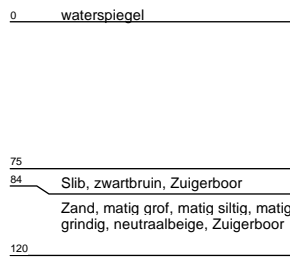 0 waterspiegel
75
84 Slib, zwartbruin, Zuigerboor
Zand, matig grof, matig siltig, matig
grindig, neutraalbeige, Zuigerboor
120